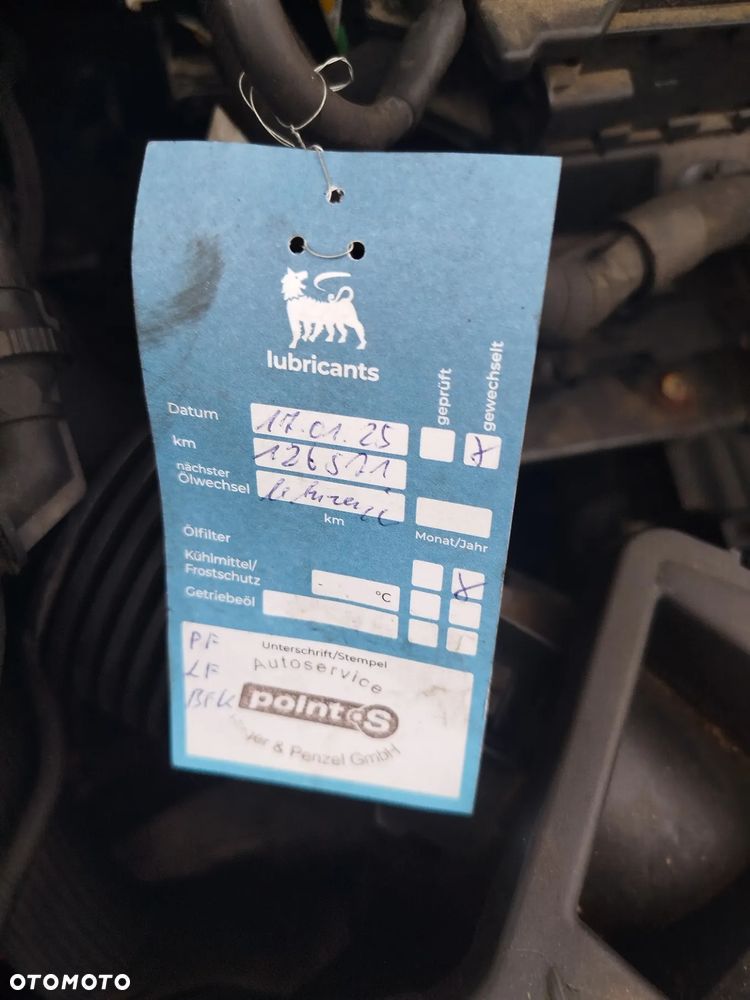 lubricants
geprüft
gewechselt
Datum 17.01.25
km
nächster
Ölwechsel
km
Monat/Jahr
Ölfilter
Kühlmittel/
Frostschutz °C
Getriebeöl
Unterschrift/Stempel
PF
LF
BFK
Autoservice
point S
& Penzel GmbH
OTOMOTO